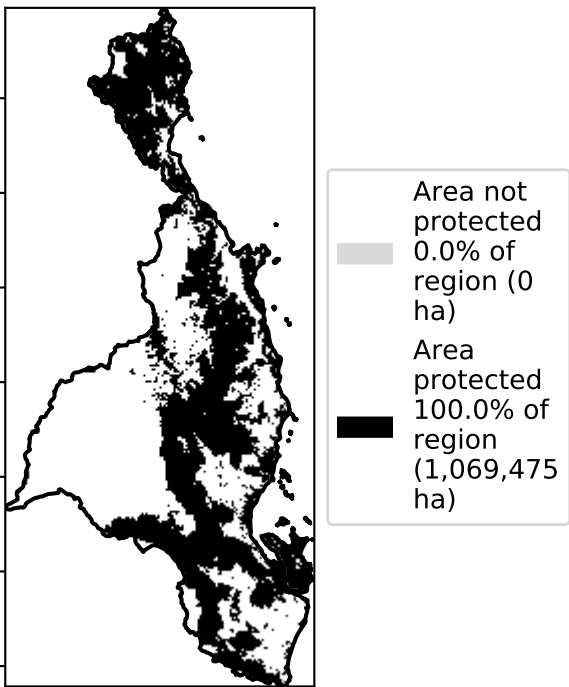 Area not
protected
0.0% of
region (0
ha)
Area
protected
100.0% of
region
(1,069,475
ha)